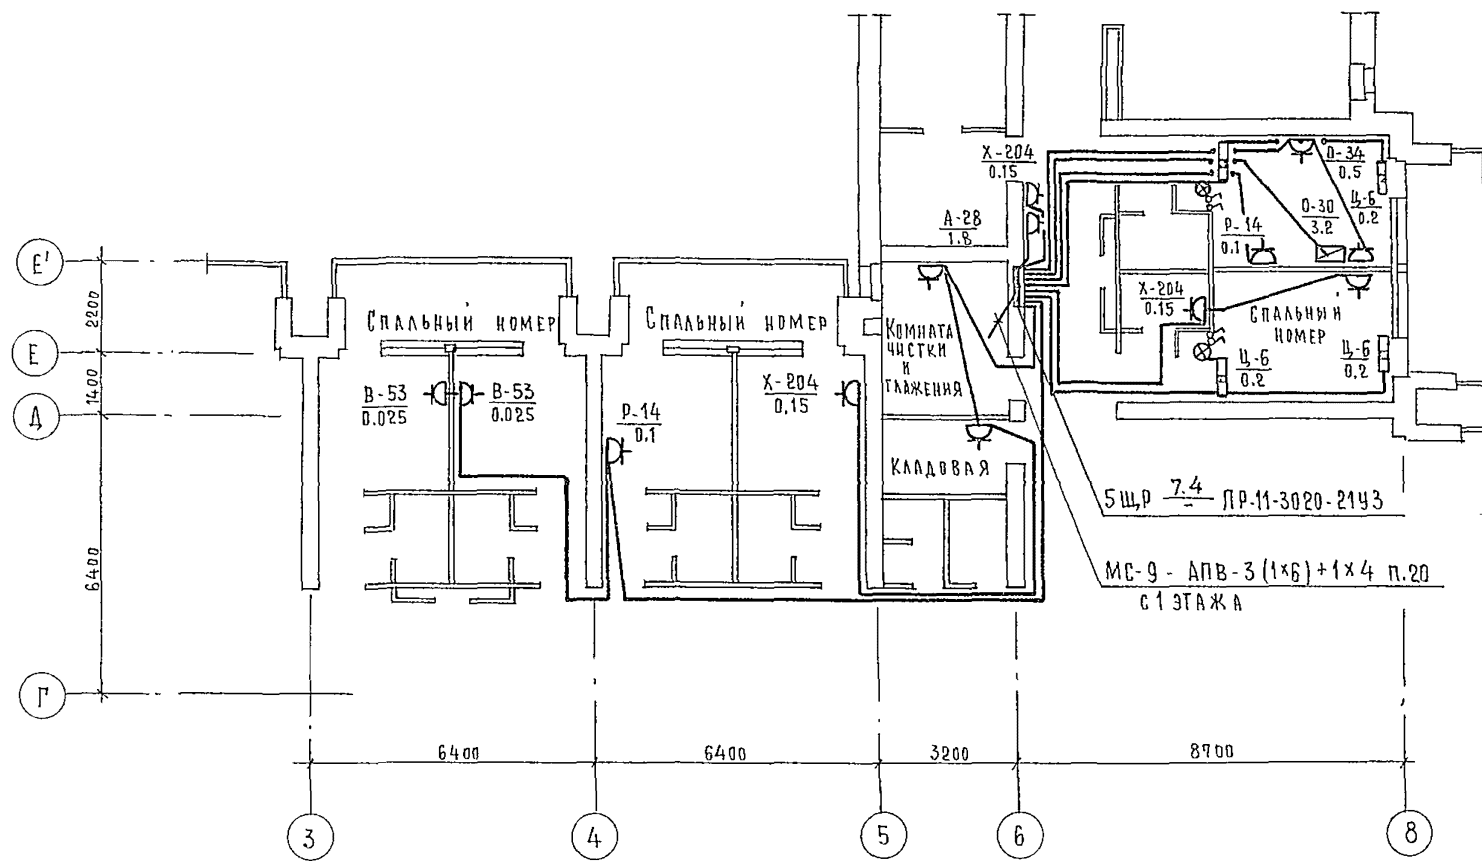 Х-204
0.15
О-34
0.5
Ц-6
0.2
О-30
3.2
Р-14
0.1
А-28
1.8
Е'
2200
Спальный номер
Спальный номер
Комната
чистки
и
глажения
Х-204
0.15
Спальный
номер
Е
Ц-6
0.2
Ц-6
0.2
1400
В-53
0.025
В-53
0.025
Х-204
0,15
Д
Р-14
0.1
Кладовая
5ЩР 7.4 ПР-11-3020-21У3
-
6400
МС-9 - АПВ-3(1×6)+1×4 п.20
с 1 этажа
Г
6400
6400
3200
8700
3
4
5
6
8